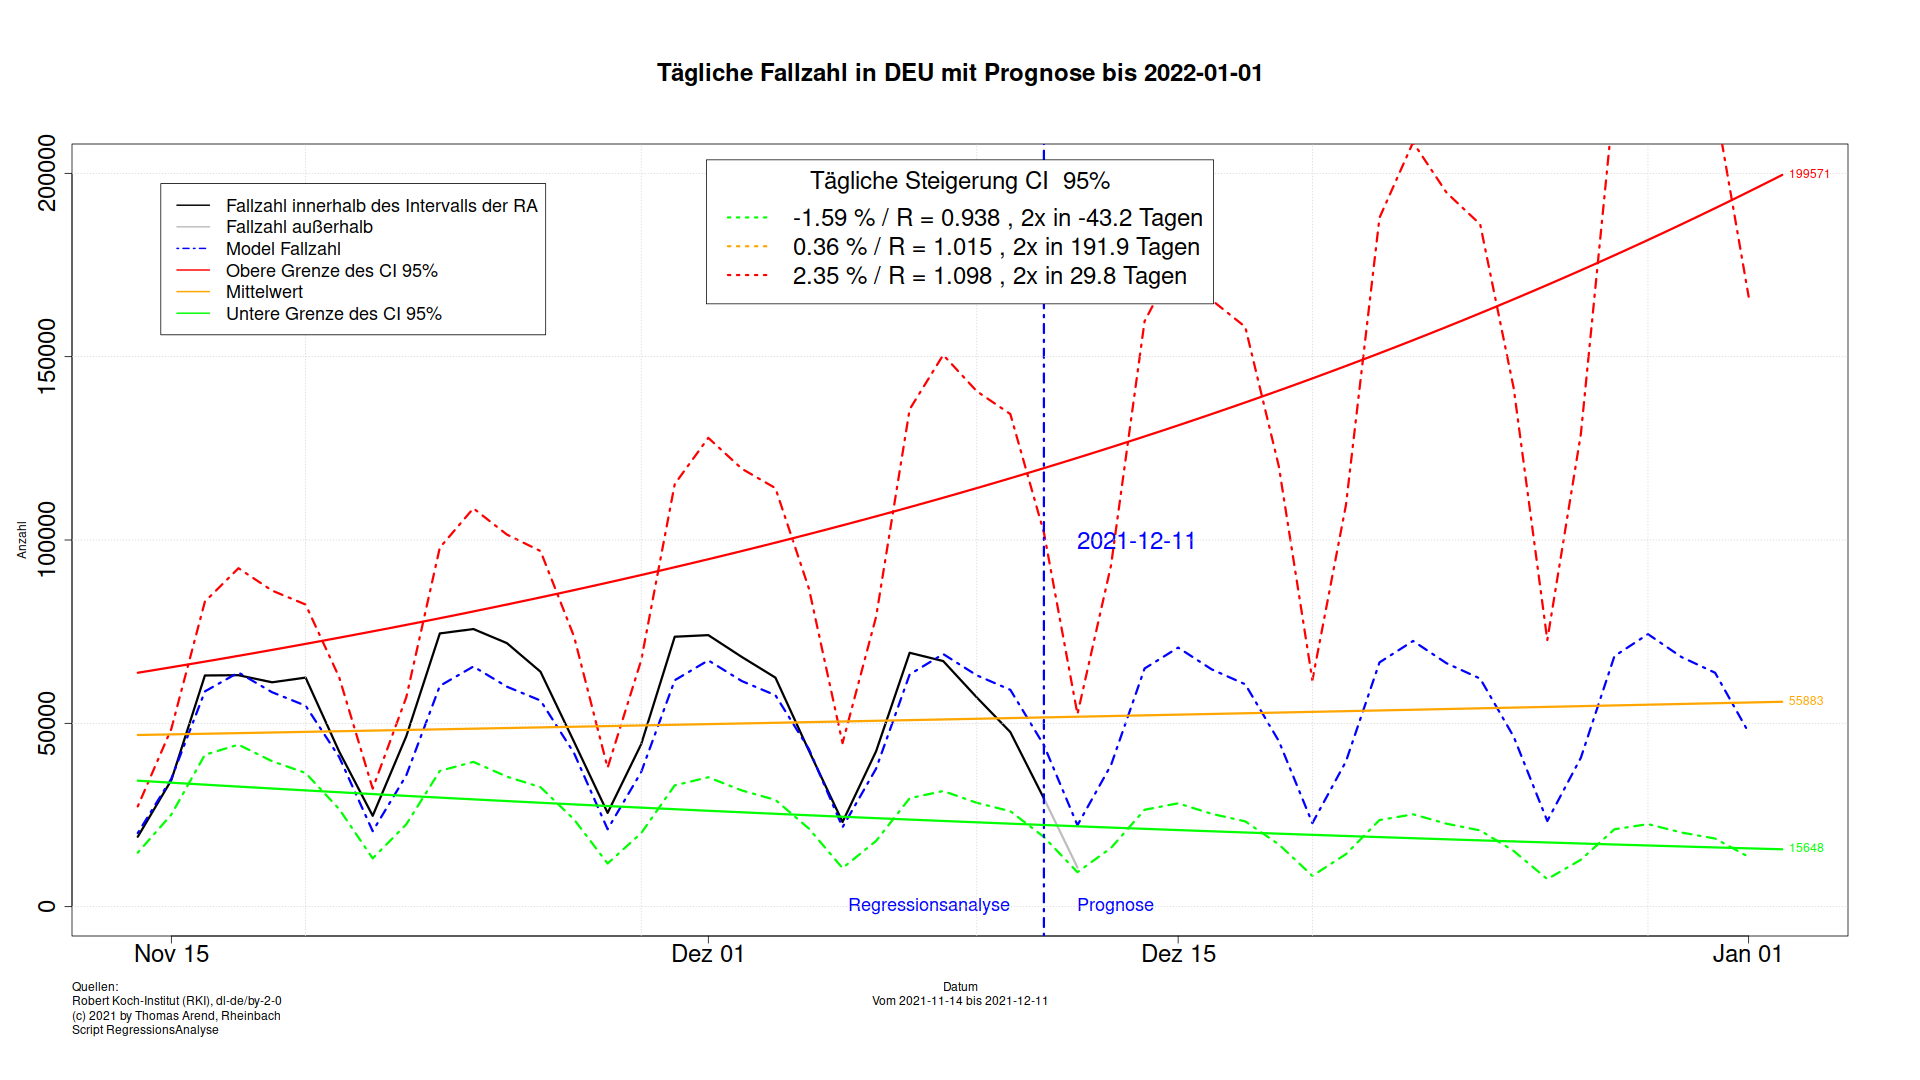 Tägliche Fallzahl in DEU mit Prognose bis 2022-01-01
Fallzahl innerhalb des Intervalls der RA
Fallzahl außerhalb
Model Fallzahl
Obere Grenze des CI 95%
Mittelwert
Untere Grenze des CI 95%
Tägliche Steigerung CI 95%
-1.59 % / R = 0.938 , 2x in -43.2 Tagen
0.36 % / R = 1.015 , 2x in 191.9 Tagen
2.35 % / R = 1.098 , 2x in 29.8 Tagen
200000
150000
100000
50000
0
Anzahl
199571
55883
15648
2021-12-11
Regressionsanalyse
Prognose
Nov 15
Dez 01
Dez 15
Jan 01
Datum
Vom 2021-11-14 bis 2021-12-11
Quellen:
Robert Koch-Institut (RKI), dl-de/by-2-0
(c) 2021 by Thomas Arend, Rheinbach
Script RegressionsAnalyse